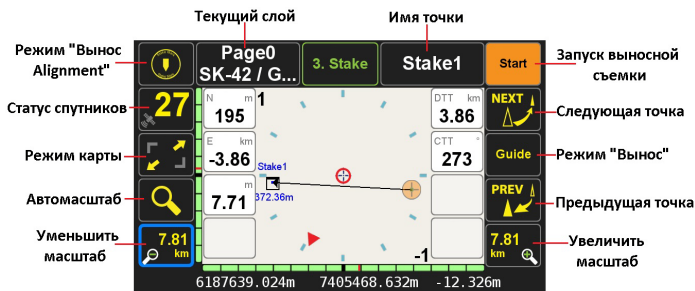 Текущий слой
Имя точки
Режим "Вынос
Alignment"
Page0
SK-42 / G...
3. Stake
Stake1
Start
Запуск выносной
съемки
Статус спутников
27
N m
195
1
DTT km
3.86
NEXT
Следующая точка
Режим карты
E km
-3.86
CTT °
273
Guide
Режим "Вынос"
Stake1
372.36m
Автомасштаб
m
7.71
PREV
Предыдущая точка
Уменьшить
масштаб
7.81
km
-1
7.81
km
Увеличить
масштаб
6187639.024m 7405468.632m -12.326m